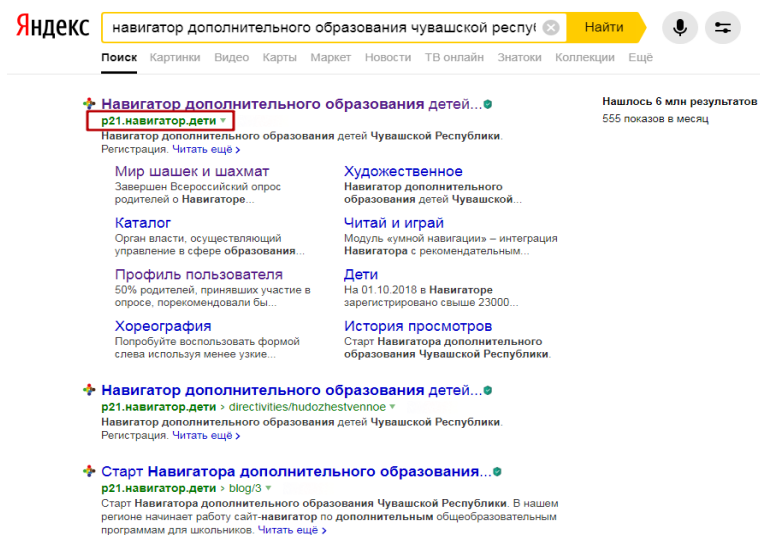 Яндекс
навигатор дополнительного образования чувашской респуб
Найти
Поиск Картинки Видео Карты Маркет Новости ТВ онлайн Знатоки Коллекции Ещё
Навигатор дополнительного образования детей...
р21.навигатор.дети
Навигатор дополнительного образования детей Чувашской Республики.
Регистрация. Читать ещё >
Мир шашек и шахмат
Завершен Всероссийский опрос
родителей о Навигаторе...
Художественное
Навигатор дополнительного
образования детей Чувашской...
Каталог
Орган власти, осуществляющий
управление в сфере образования...
Читай и играй
Модуль «умной навигации» – интеграция
Навигатора с рекомендательным...
Профиль пользователя
50% родителей, принявших участие в
опросе, порекомендовали бы...
Дети
На 01.10.2018 в Навигаторе
зарегистрировано свыше 23000...
Хореография
Попробуйте воспользовать формой
слева используя менее узкие...
История просмотров
Старт Навигатора дополнительного
образования Чувашской Республики.
Навигатор дополнительного образования детей...
р21.навигатор.дети > directivities/hudozhestvennoe
Навигатор дополнительного образования детей Чувашской Республики.
Регистрация. Читать ещё >
Старт Навигатора дополнительного образования...
р21.навигатор.дети > blog/3
Старт Навигатора дополнительного образования Чувашской Республики. В нашем
регионе начинает работу сайт-навигатор по дополнительным общеобразовательным
программам для школьников. Читать ещё >
Нашлось 6 млн результатов
555 показов в месяц